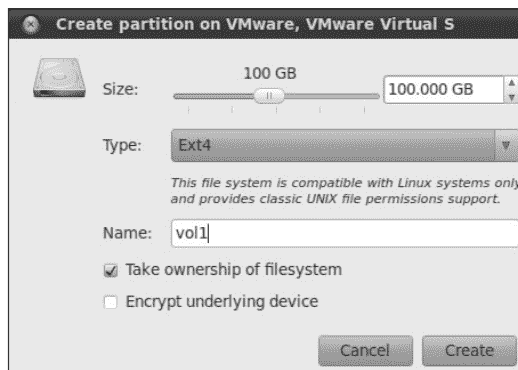 Create partition on VMware, VMware Virtual S
100 GB
Size:
100.000 GB
Type:
Ext4
This file system is compatible with Linux systems only
and provides classic UNIX file permissions support.
Name:
vol1
Take ownership of filesystem
Encrypt underlying device
Cancel
Create